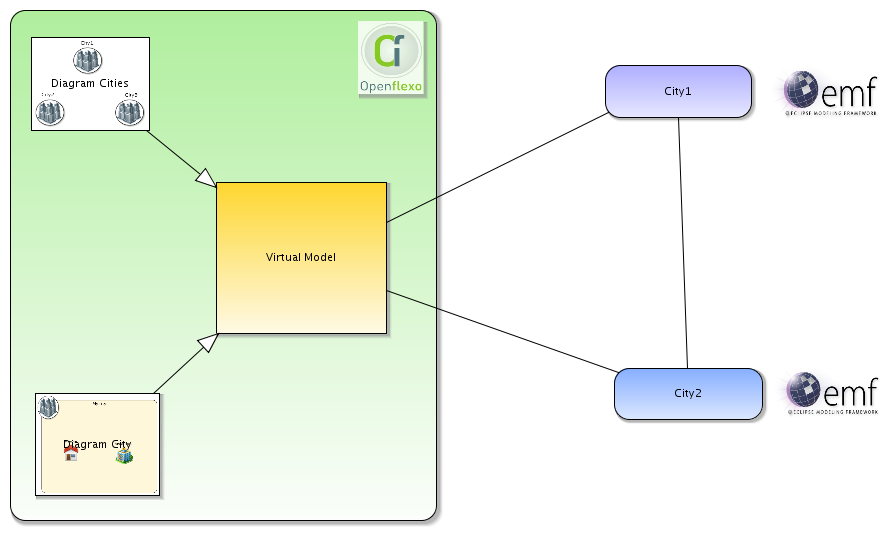 City1
Diagram Cities
City2
City3
Openflexo
City1
emf
ECLIPSE MODELING FRAMEWORK
Virtual Model
Diagram City
City2
emf
ECLIPSE MODELING FRAMEWORK